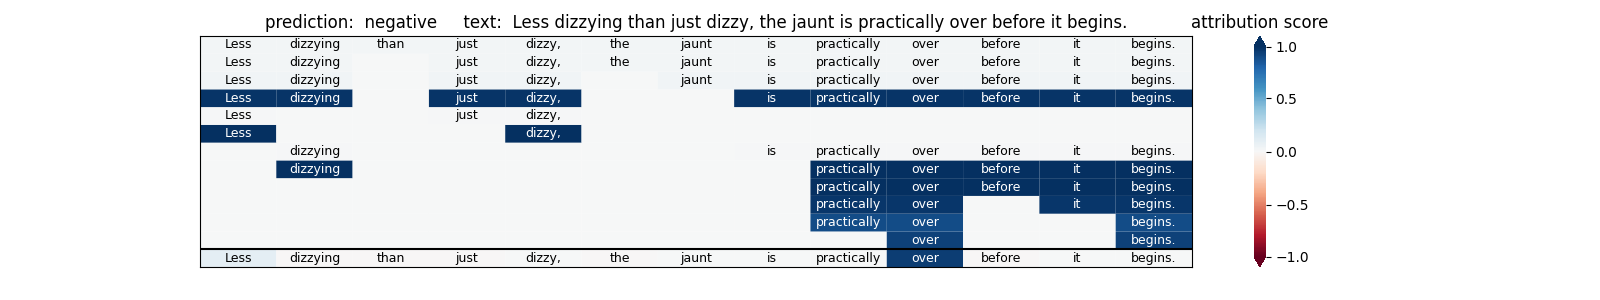 prediction:  negative     text:  Less dizzying than just dizzy, the jaunt is practically over before it begins.     attribution score
Less dizzying than just dizzy, the jaunt is practically over before it begins.
Less dizzying just dizzy, the jaunt is practically over before it begins.
Less dizzying just dizzy, jaunt is practically over before it begins.
Less dizzying just dizzy, is practically over before it begins.
Less just dizzy,
Less dizzy,
dizzying is practically over before it begins.
dizzying practically over before it begins.
practically over before it begins.
practically over it begins.
practically over begins.
over begins.
Less dizzying than just dizzy, the jaunt is practically over before it begins.
1.0
0.5
0.0
−0.5
−1.0